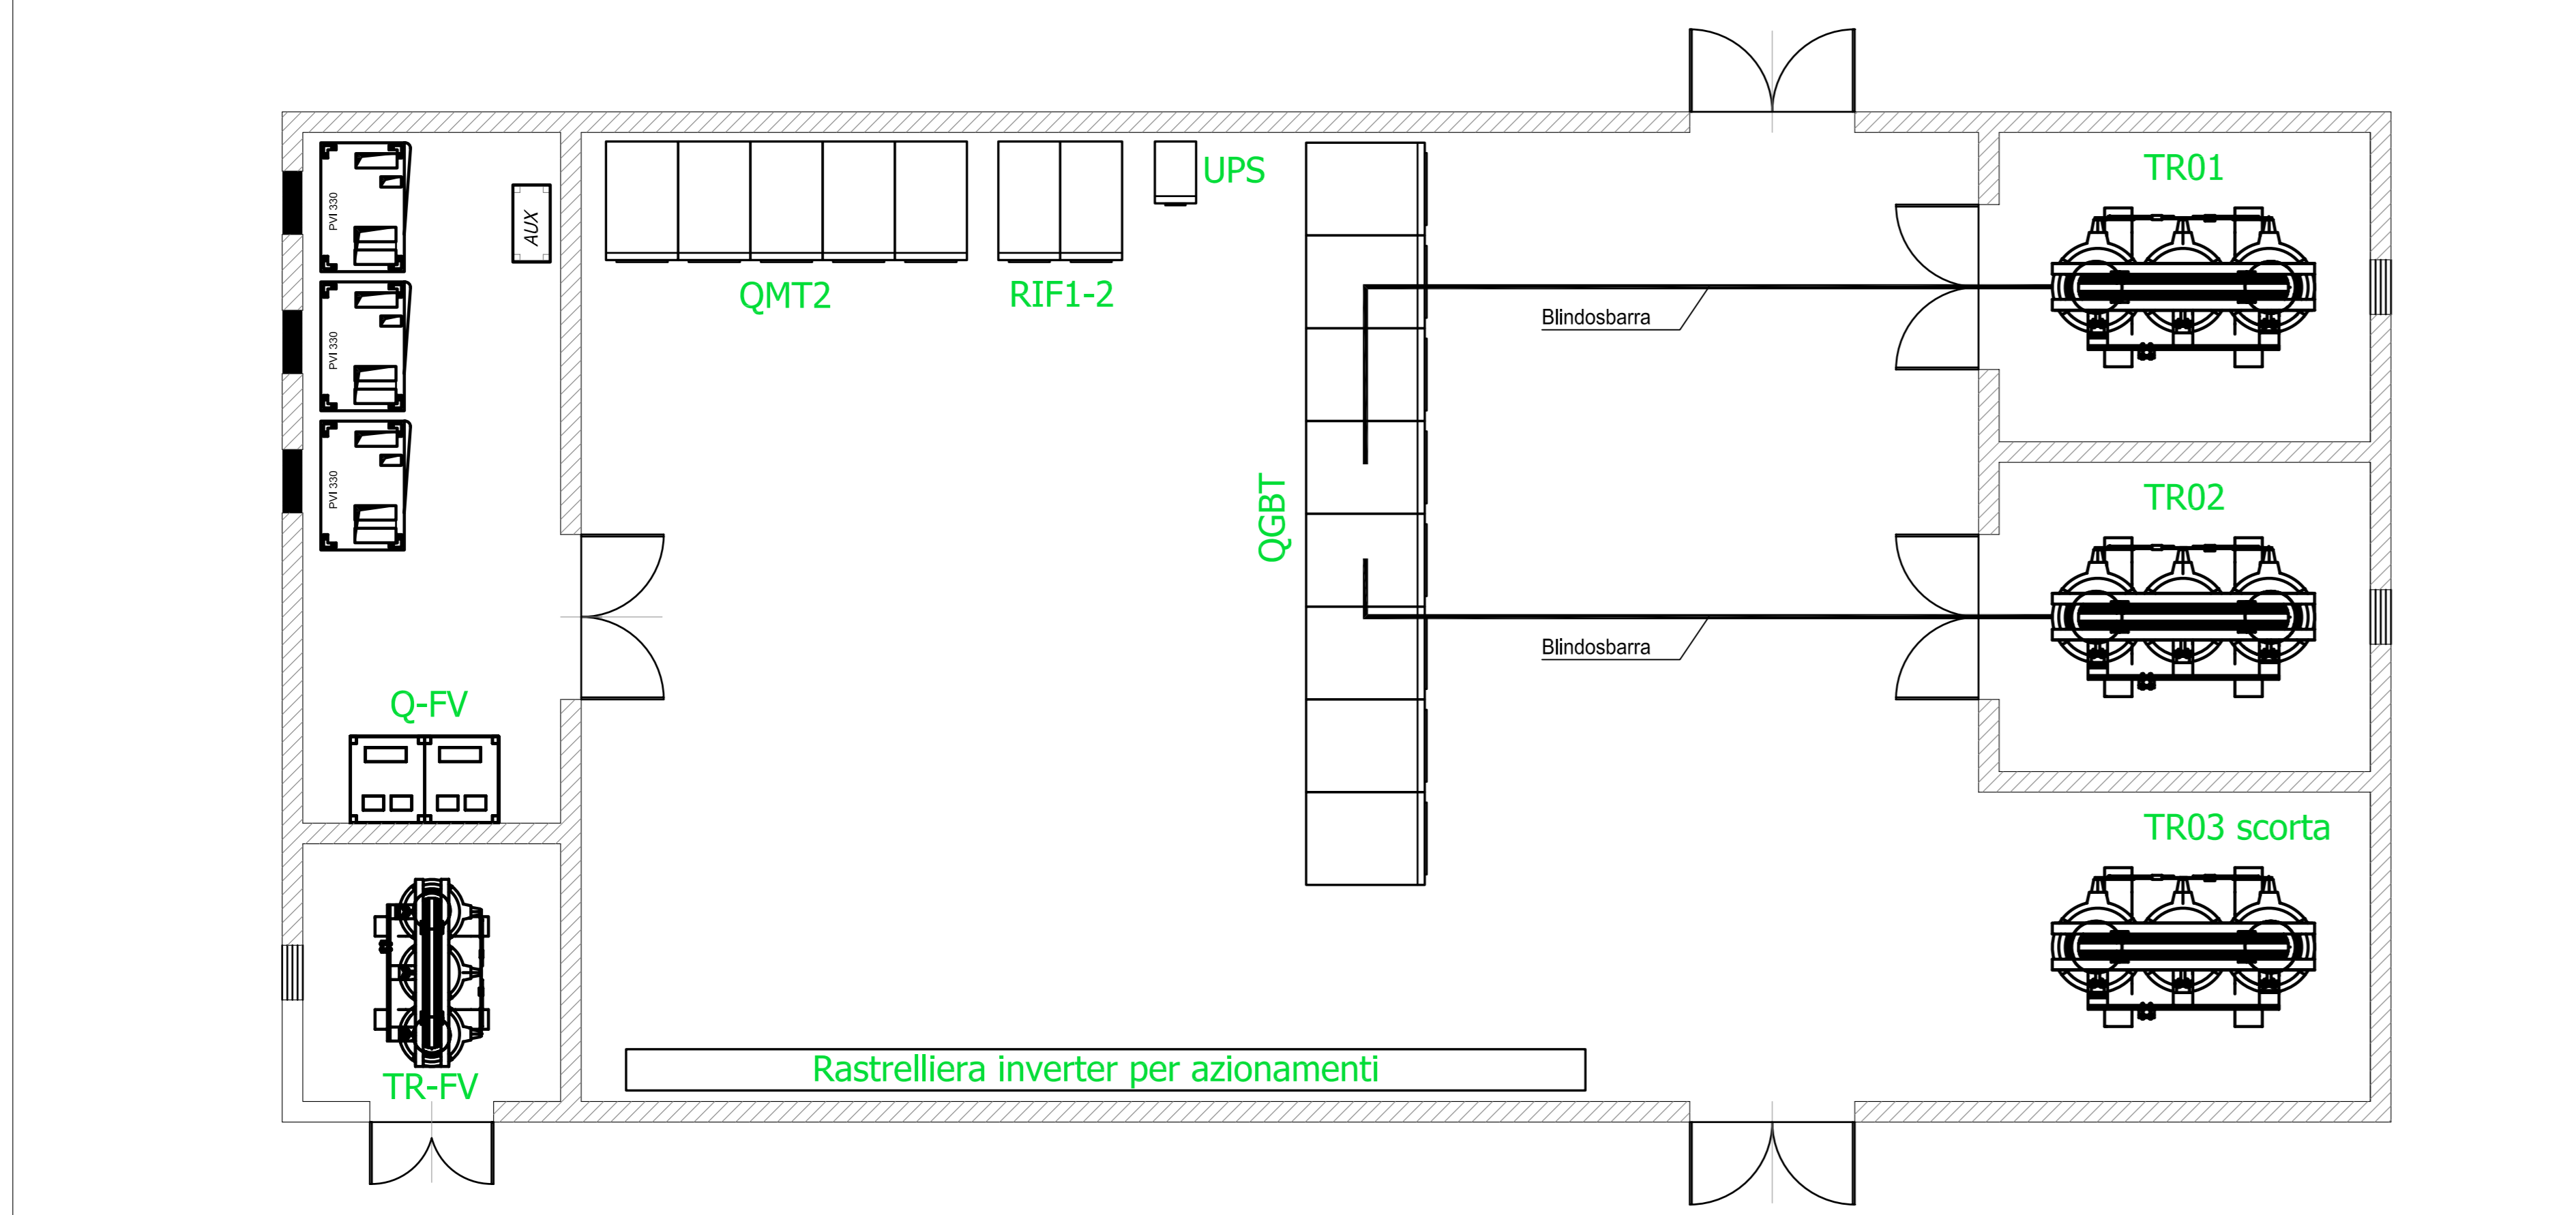 TR01
UPS
PVI 330
AUX
QMT2
RIF1-2
Blindosbarra
PVI 330
PVI 330
QGBT
TR02
Blindosbarra
Q-FV
TR03 scorta
Rastrelliera inverter per azionamenti
TR-FV